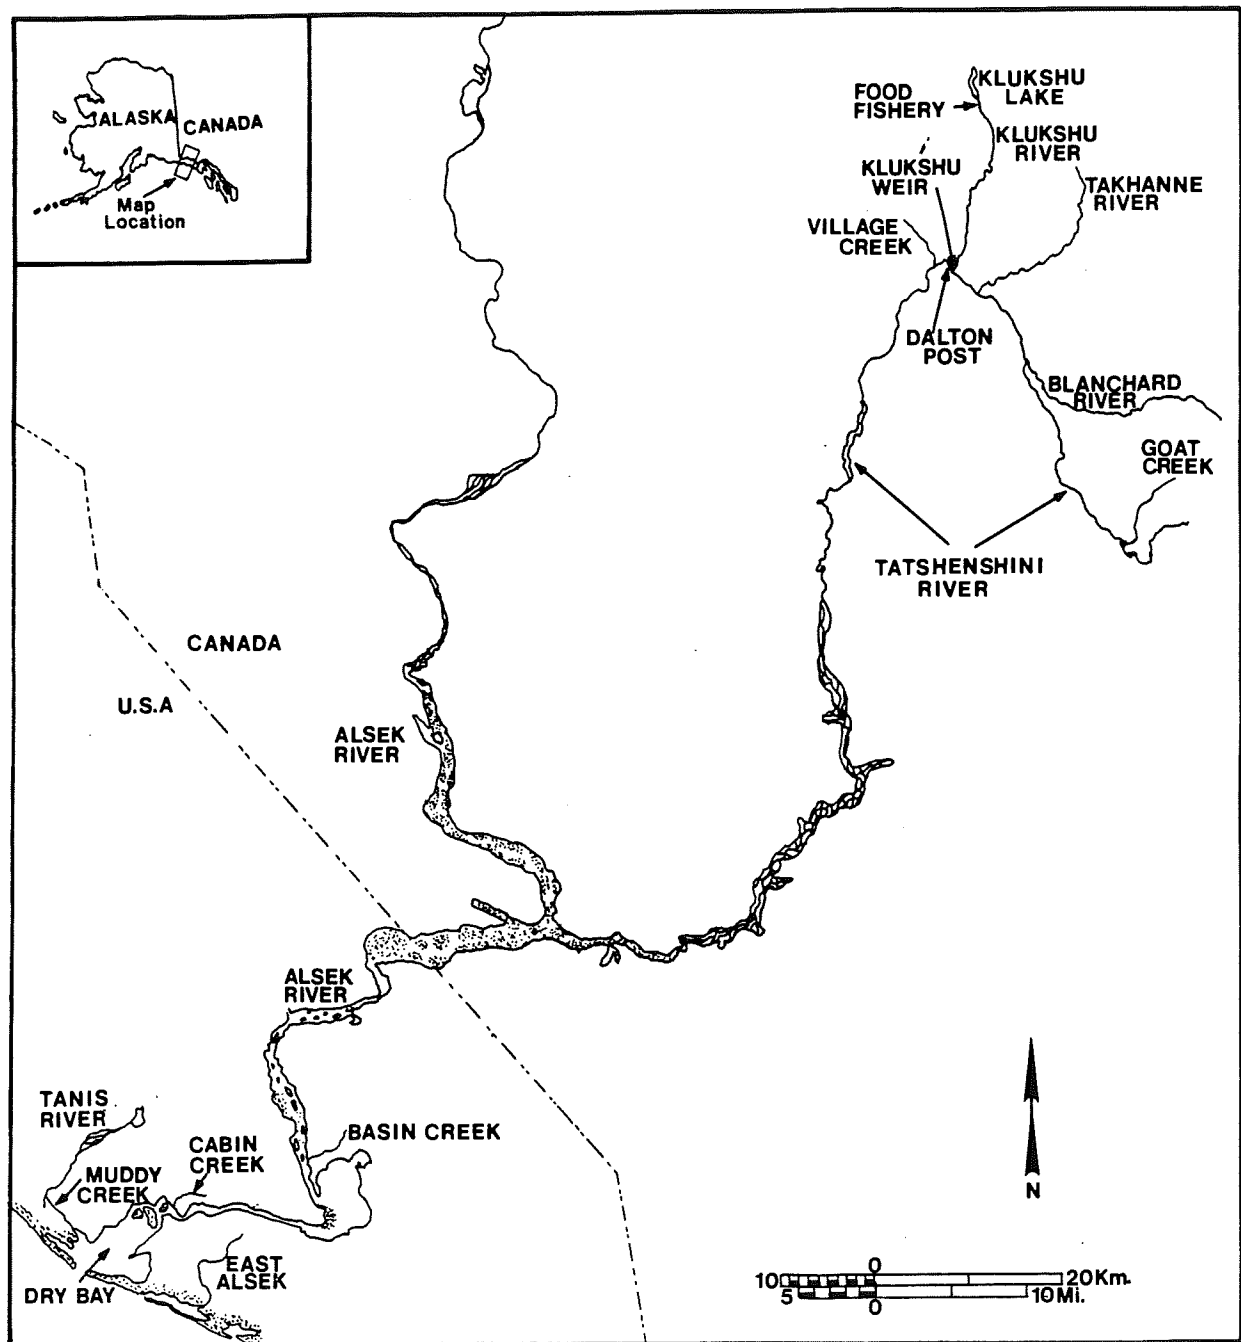 ALASKA
CANADA
Map
Location
KLUKSHU
LAKE
FOOD
FISHERY
KLUKSHU
RIVER
KLUKSHU
WEIR
TAKHANNE
RIVER
VILLAGE
CREEK
DALTON
POST
BLANCHARD
RIVER
GOAT
CREEK
TATSHENSHINI
RIVER
CANADA
U.S.A
ALSEK
RIVER
ALSEK
RIVER
TANIS
RIVER
CABIN
CREEK
BASIN CREEK
MUDDY
CREEK
EAST
ALSEK
DRY BAY
N
0
10 20Km.
5 10Mi.
0